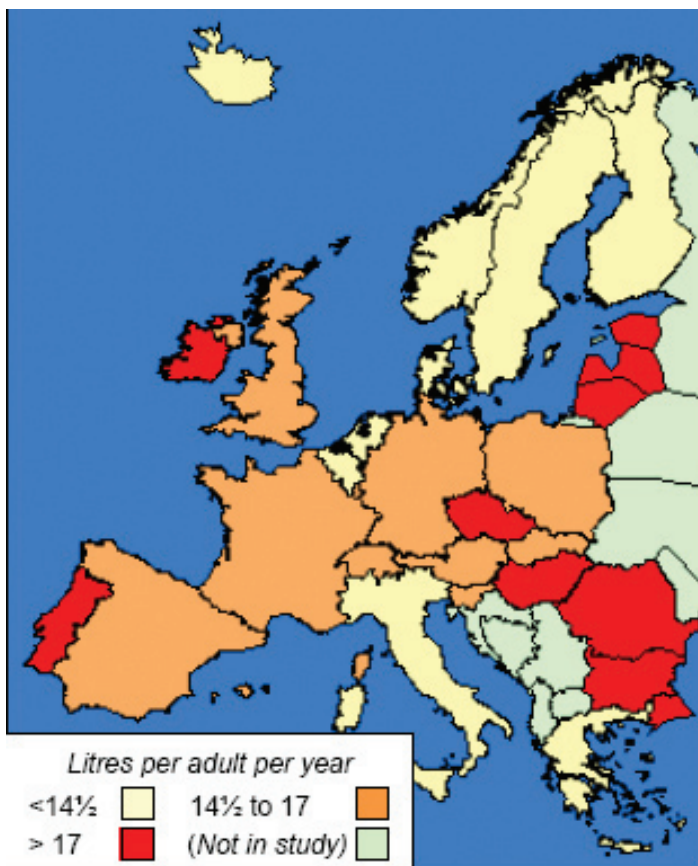 Litres per adult per year
<14½ 14½ to 17
> 17 (Not in study)